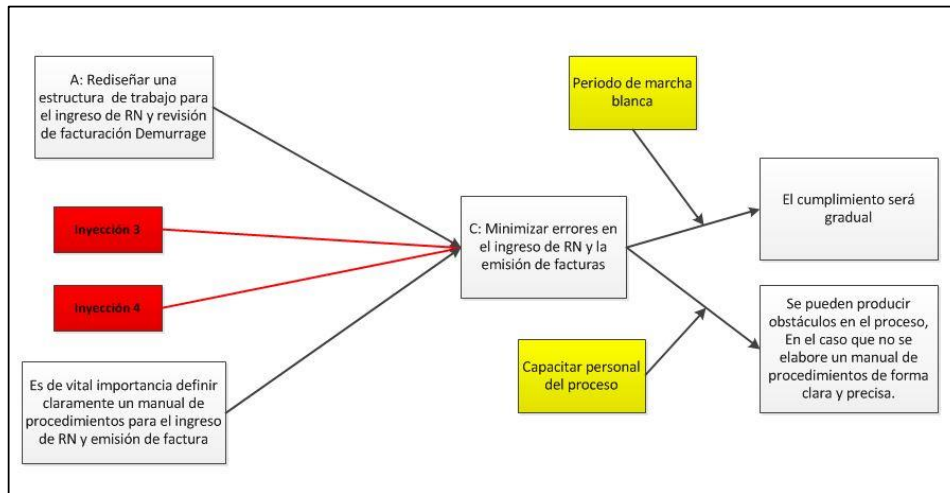 A: Rediseñar una
estructura de trabajo para
el ingreso de RN y revisión
de facturación Demurrage
Inyección 3
Inyección 4
Es de vital importancia definir
claramente un manual de
procedimientos para el ingreso
de RN y emisión de factura
C: Minimizar errores en
el ingreso de RN y la
emisión de facturas
Periodo de marcha
blanca
Capacitar personal
del proceso
El cumplimiento será
gradual
Se pueden producir
obstáculos en el proceso,
En el caso que no se
elabore un manual de
procedimientos de forma
clara y precisa.